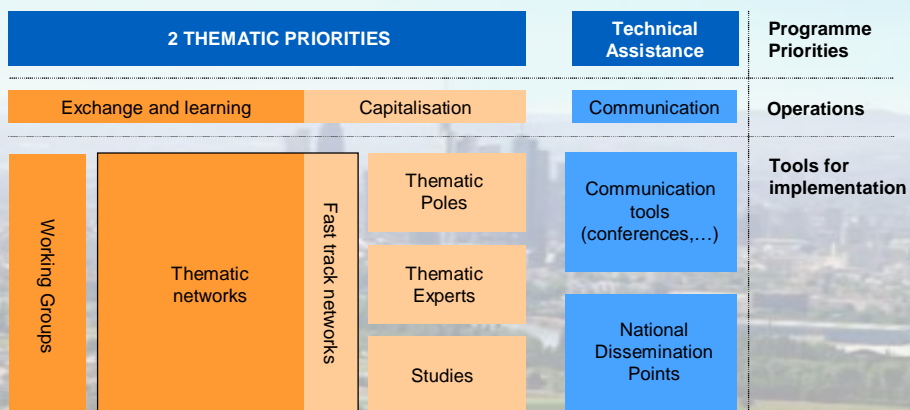 2 THEMATIC PRIORITIES
Technical
Assistance
Programme
Priorities
Exchange and learning
Capitalisation
Communication
Operations
Working Groups
Thematic
networks
Fast track networks
Thematic
Poles
Thematic
Experts
Studies
Communication
tools
(conferences,…)
National
Dissemination
Points
Tools for
implementation